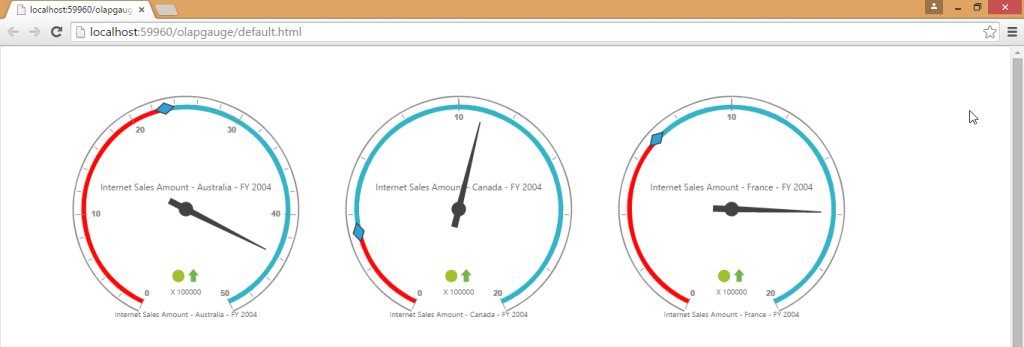 localhost:59960/olapgaug
localhost:59960/olapgauge/default.html
20
30
10
40
0
50
Internet Sales Amount - Australia - FY 2004
X 100000
Internet Sales Amount - Australia - FY 2004
10
Internet Sales Amount - Canada - FY 2004
X 100000
0
20
Internet Sales Amount - Canada - FY 2004
10
Internet Sales Amount - France - FY 2004
X 100000
0
20
Internet Sales Amount - France - FY 2004